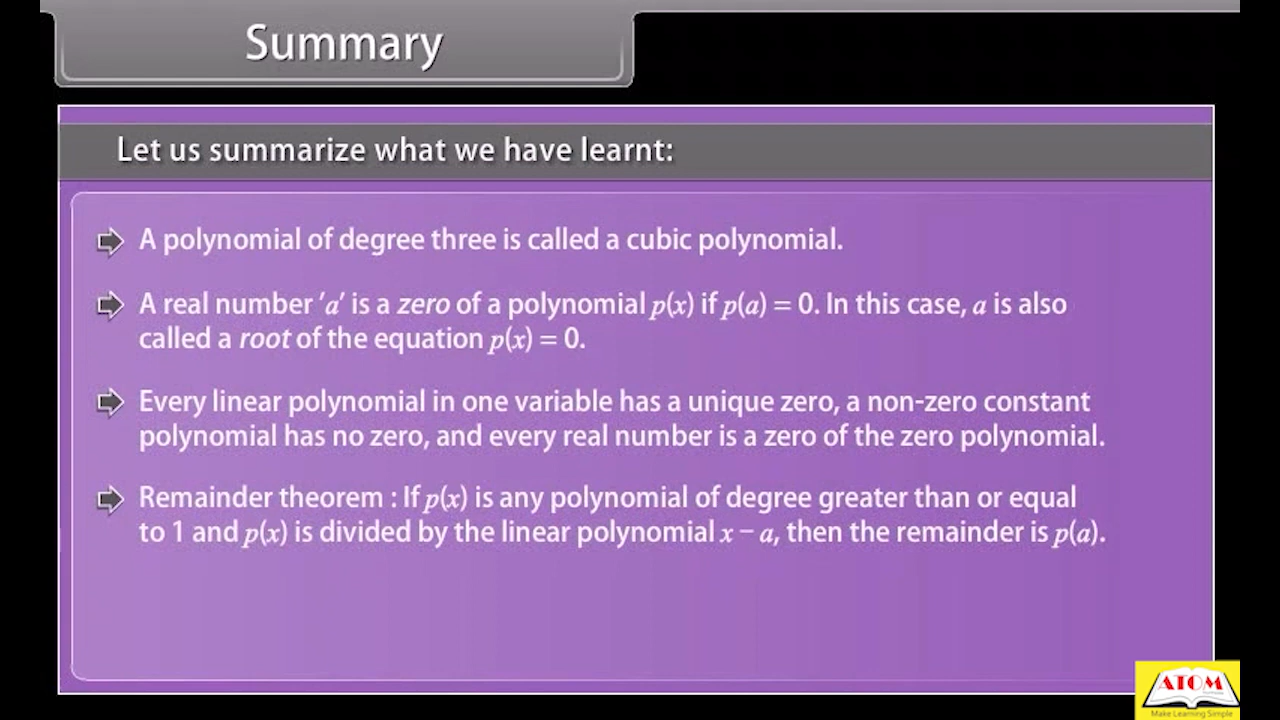 Summary
Let us summarize what we have learnt:
A polynomial of degree three is called a cubic polynomial.
A real number 'a' is a zero of a polynomial p(x) if p(a) = 0. In this case, a is also
called a root of the equation p(x) = 0.
Every linear polynomial in one variable has a unique zero, a non-zero constant
polynomial has no zero, and every real number is a zero of the zero polynomial.
Remainder theorem : If p(x) is any polynomial of degree greater than or equal
to 1 and p(x) is divided by the linear polynomial x − a, then the remainder is p(a).
ATOM
Make Learning Simple